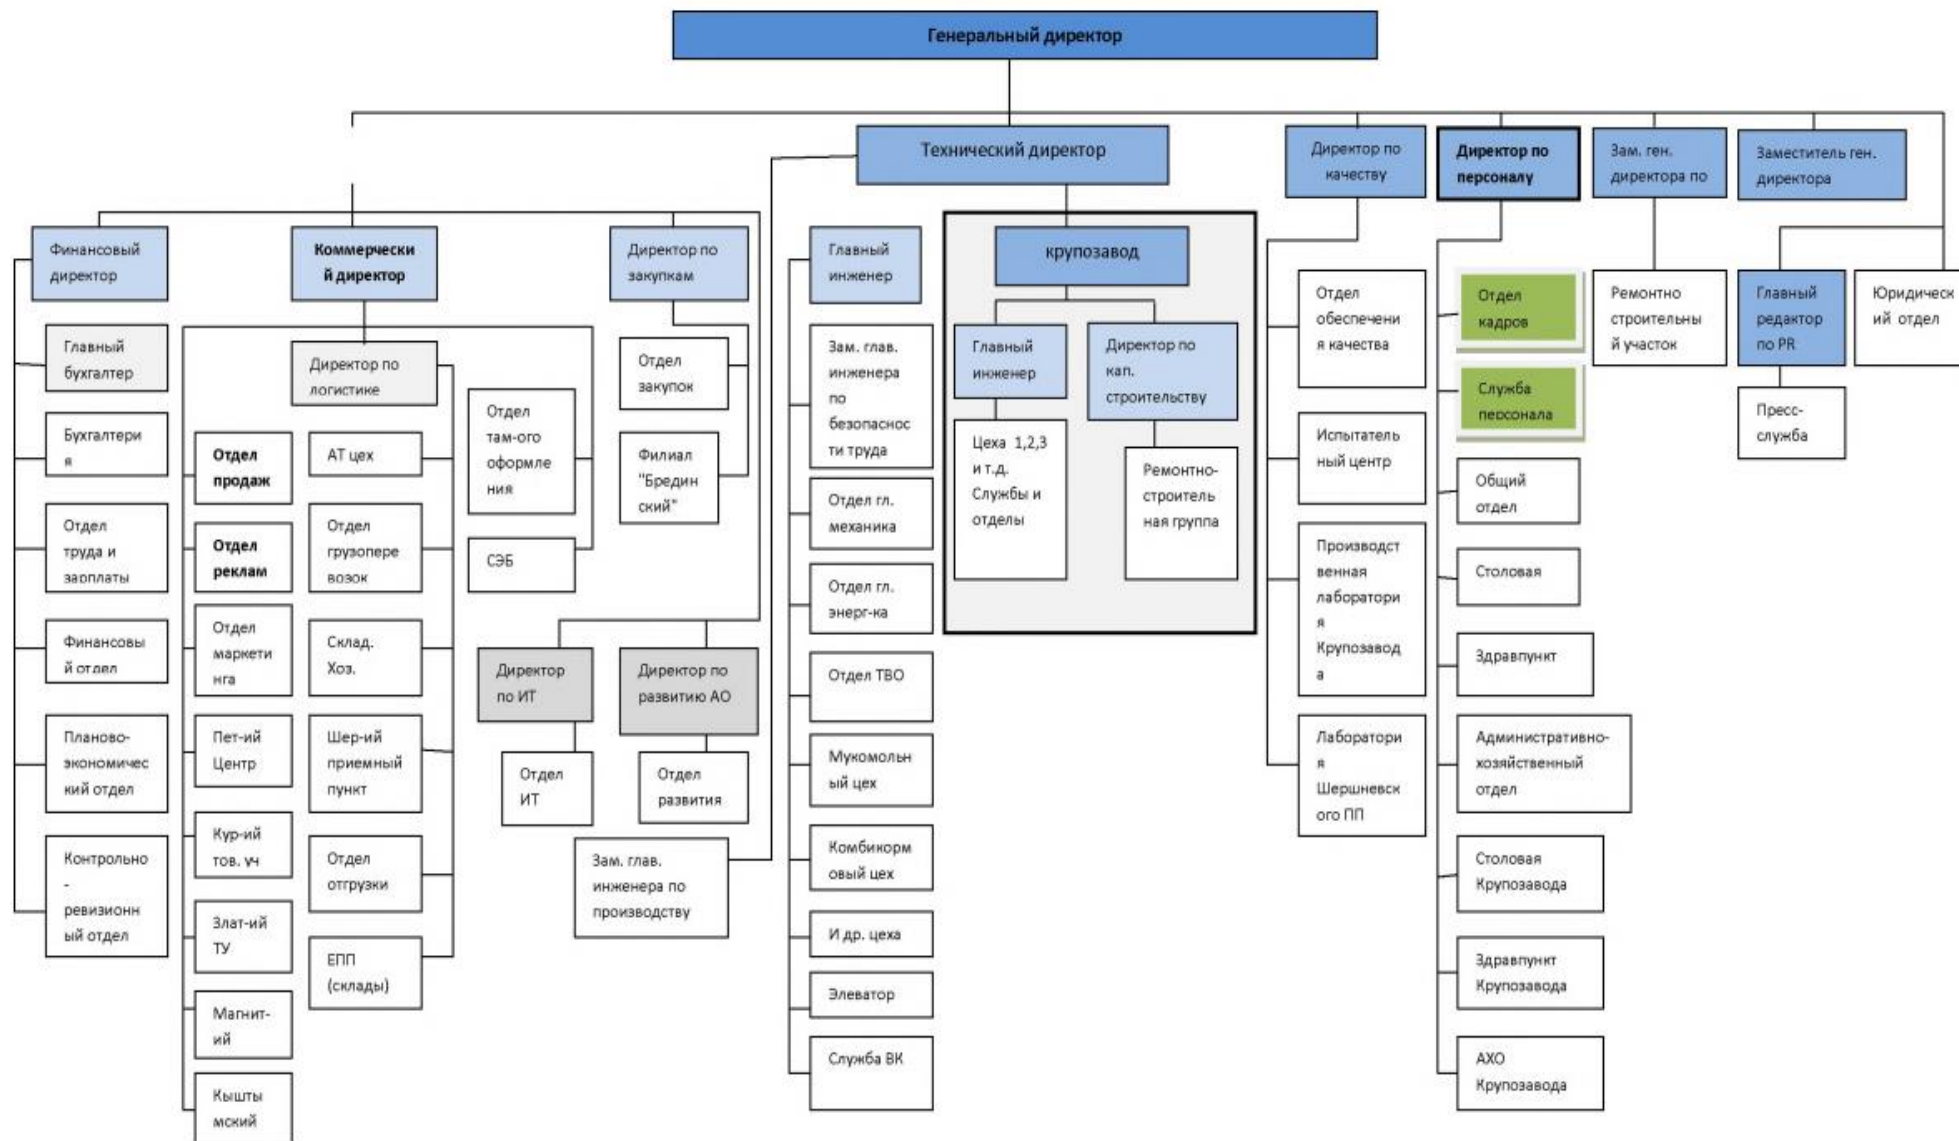 Генеральный директор
Технический директор
Директор по
качеству
Директор по
персоналу
Зам. ген.
директора по
Заместитель ген.
директора
Финансовый
директор
Коммерчески
й директор
Директор по
закупкам
Главный
инженер
крупозавод
Главный
бухгалтер
Бухгалтери
я
Отдел
труда и
зарплаты
Финансовы
й отдел
Планово-
экономичес
кий отдел
Контрольно
-
ревизионн
ый отдел
Отдел
продаж
Отдел
реклам
Отдел
маркети
нга
Пет-ий
Центр
Кур-ий
тов. уч
Злат-ий
ТУ
Магнит-
ий
Кышты
мский
Директор по
логистике
АТ цех
Отдел
грузопере
возок
Склад.
Хоз.
Шер-ий
приемный
пункт
Отдел
отгрузки
ЕПП
(склады)
Отдел
там-ого
оформле
ния
СЭБ
Отдел
закупок
Филиал
"Бредин
ский"
Директор
по ИТ
Отдел
ИТ
Директор по
развитию АО
Отдел
развития
Зам. глав.
инженера по
производству
Зам. глав.
инженера
по
безопаснос
ти труда
Отдел гл.
механика
Отдел гл.
энерг-ка
Отдел ТВО
Мукомольн
ый цех
Комбикорм
овый цех
И др. цеха
Элеватор
Служба ВК
Главный
инженер
Цеха 1,2,3
и т.д.
Службы и
отделы
Директор по
кап.
строительству
Ремонтно-
строитель
ная группа
Отдел
обеспечени
я качества
Испытатель
ный центр
Производст
венная
лаборатори
я
Крупозавод
а
Лаборатори
я
Шершневск
ого ПП
Отдел
кадров
Служба
персонала
Общий
отдел
Столовая
Здравпункт
Административно-
хозяйственный
отдел
Столовая
Крупозавода
Здравпункт
Крупозавода
АХО
Крупозавода
Ремонтно
строительны
й участок
Главный
редактор
по PR
Пресс-
служба
Юридическ
ий отдел